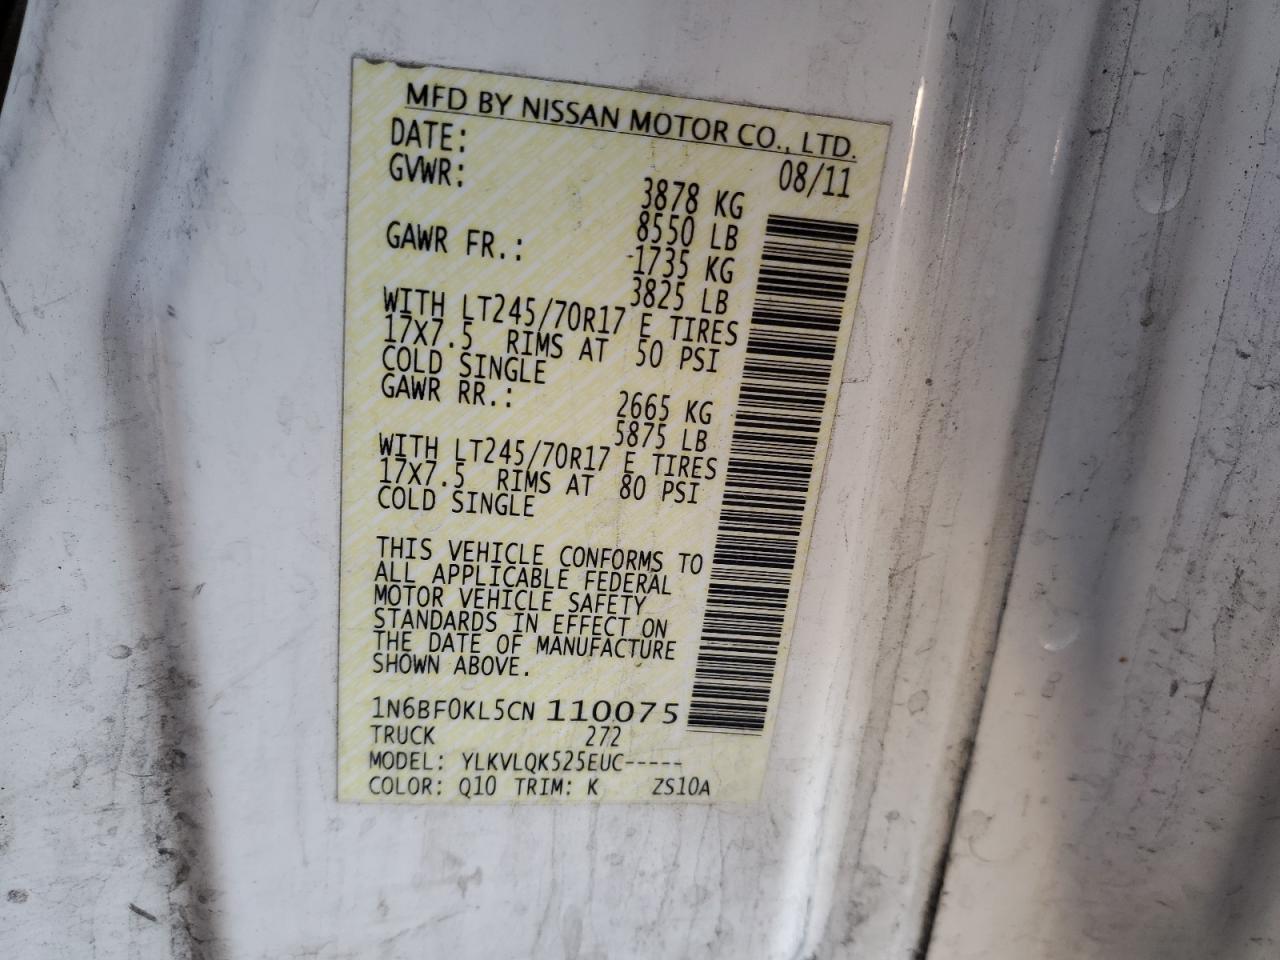 MFD BY NISSAN MOTOR CO., LTD.
DATE: 08/11
GVWR: 3878 KG
8550 LB
GAWR FR.: 1735 KG
3825 LB
WITH LT245/70R17 E TIRES
17X7.5 RIMS AT 50 PSI
COLD SINGLE
GAWR RR.: 2665 KG
5875 LB
WITH LT245/70R17 E TIRES
17X7.5 RIMS AT 80 PSI
COLD SINGLE
THIS VEHICLE CONFORMS TO
ALL APPLICABLE FEDERAL
MOTOR VEHICLE SAFETY
STANDARDS IN EFFECT ON
THE DATE OF MANUFACTURE
SHOWN ABOVE.
1N6BF0KL5CN 110075
TRUCK 272
MODEL: YLKVLQK525EUC-----
COLOR: Q10 TRIM: K ZS10A